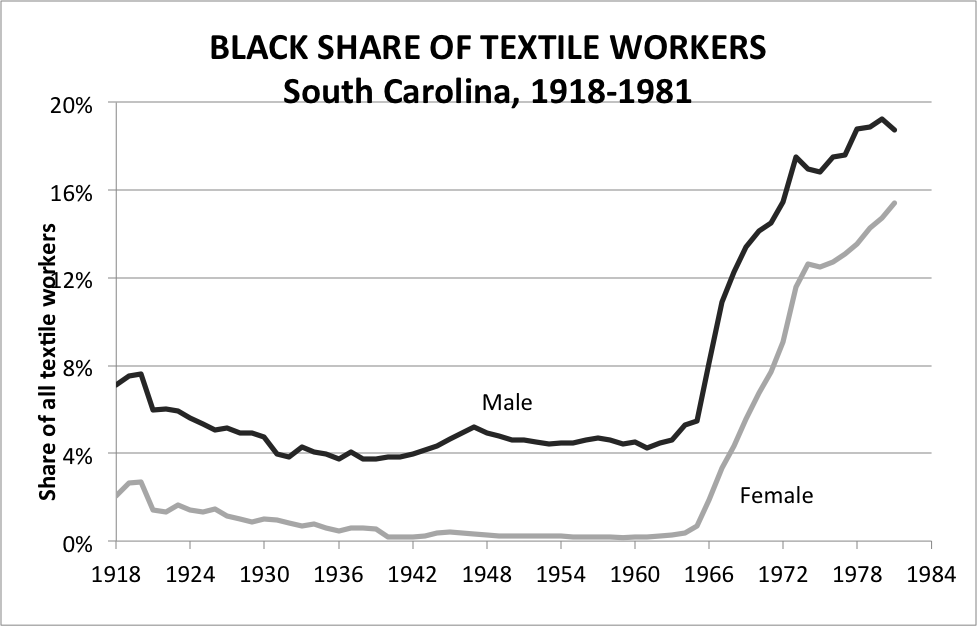 BLACK SHARE OF TEXTILE WORKERS
South Carolina, 1918-1981
Share of all textile workers
20%
16%
12%
8%
4%
0%
Male
Female
1918 1924 1930 1936 1942 1948 1954 1960 1966 1972 1978 1984